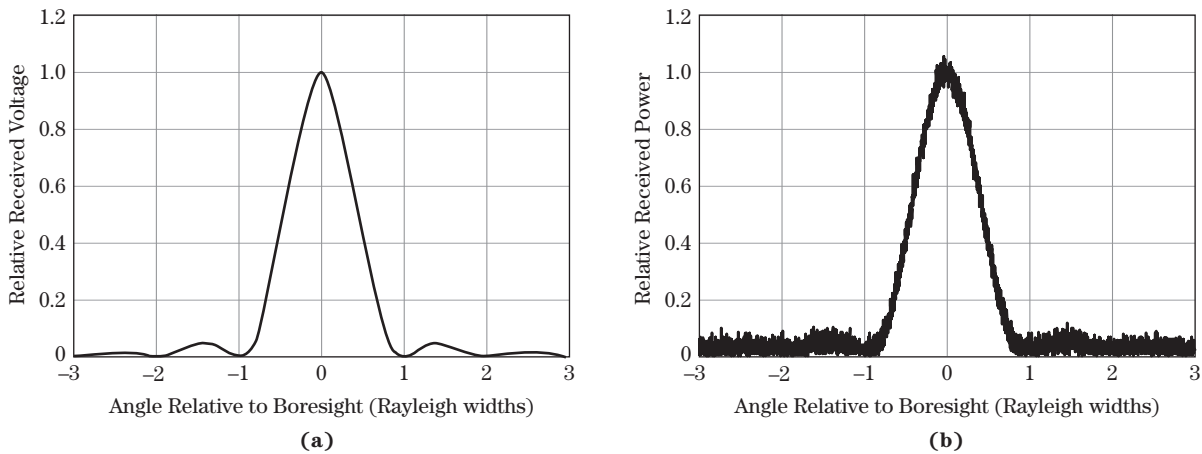 1.2
1.0
0.8
0.6
0.4
0.2
0
Relative Received Voltage
–3 –2 –1 0 1 2 3
Angle Relative to Boresight (Rayleigh widths)
(a)
1.2
1.0
0.8
0.6
0.4
0.2
0
Relative Received Power
–3 –2 –1 0 1 2 3
Angle Relative to Boresight (Rayleigh widths)
(b)